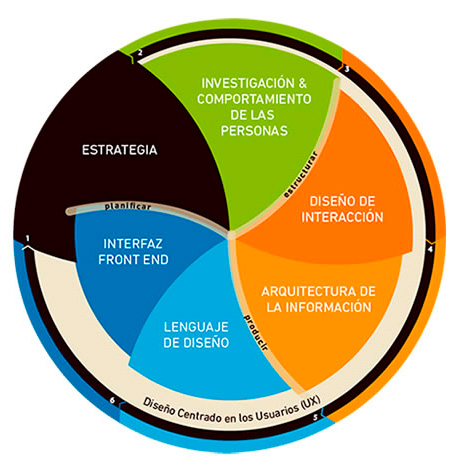 2
3
INVESTIGACIÓN &
COMPORTAMIENTO
DE LAS
PERSONAS
ESTRATEGIA
estructurar
planificar
DISEÑO DE
INTERACCIÓN
1
INTERFAZ
FRONT END
4
ARQUITECTURA DE
LA INFORMACIÓN
LENGUAJE
DE DISEÑO
producir
Diseño Centrado en los Usuarios (UX)
6
5